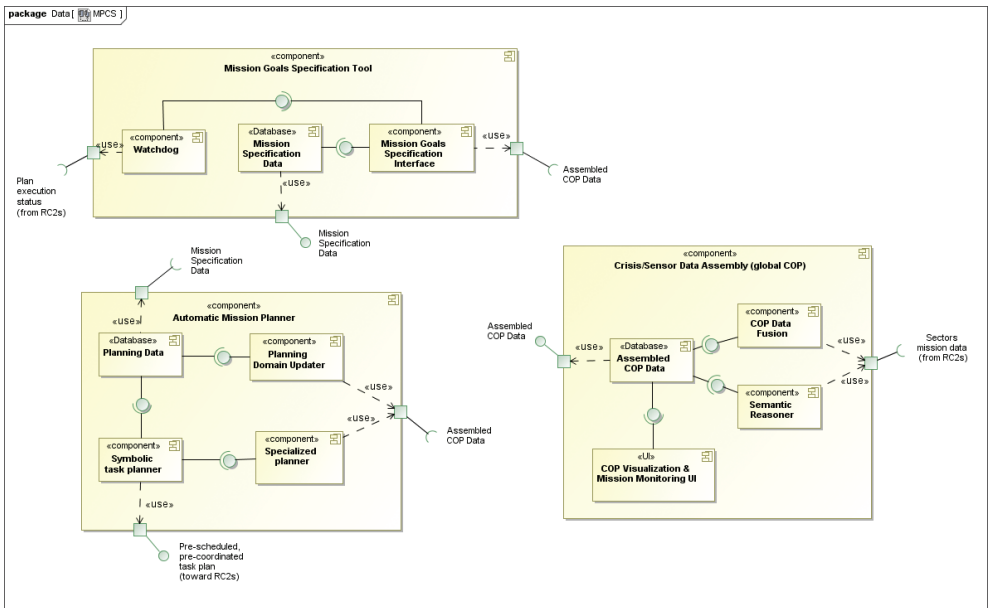 package Data [ MPCS ]
«component»
Mission Goals Specification Tool
«component»
Watchdog
«Database»
Mission
Specification
Data
«component»
Mission Goals
Specification
Interface
«use»
«use»
«use»
Plan
execution
status
(from RC2s)
Assembled
COP Data
Mission
Specification
Data
Mission
Specification
Data
«component»
Automatic Mission Planner
«use»
«Database»
Planning Data
«component»
Planning
Domain Updater
«use»
«component»
Symbolic
task planner
«component»
Specialized
planner
«use»
Assembled
COP Data
«use»
Pre-scheduled,
pre-coordinated
task plan
(toward RC2s)
«component»
Crisis/Sensor Data Assembly (global COP)
Assembled
COP Data
«use»
«Database»
Assembled
COP Data
«component»
COP Data
Fusion
«use»
Sectors
mission data
(from RC2s)
«component»
Semantic
Reasoner
«use»
«UI»
COP Visualization &
Mission Monitoring UI